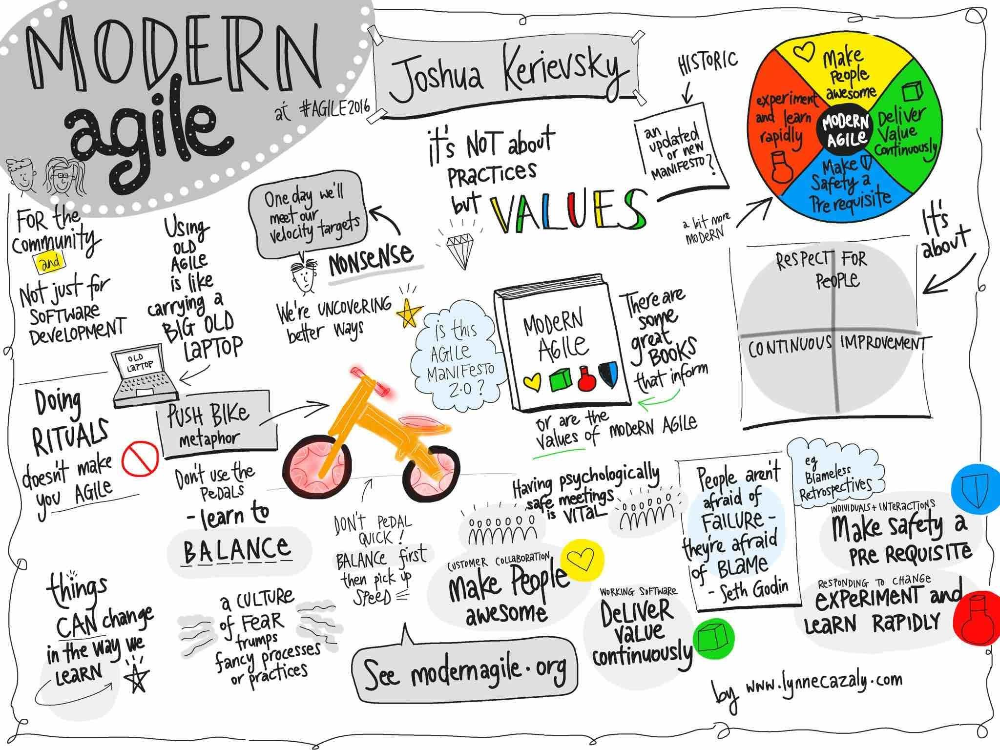 MODERN
agile
at #AGILE2016
Joshua Kerievsky
HISTORIC
an
updated
or new
MANIFESTO?
it's NOT about
PRACTICES
but VALUES
Make
People
awesome
experiment
and learn
rapidly
MODERN
AGILE
Deliver
Value
Continuously
Make
Safety a
Pre requisite
a bit more
MODERN
It's
about
RESPECT FOR
PEOPLE
CONTINUOUS IMPROVEMENT
FOR the
community
and
Not just for
SOFTWARE
DEVELOPMENT
Using
OLD
AGILE
is like
carrying a
BIG OLD
LAPTOP
OLD
LAPTOP
One day we'll
meet our
velocity targets
NONSENSE
We're UNCOVERING
better ways
is this
AGILE
MANIFESTO
2.0?
MODERN
AGILE
There are
some
great
BOOKS
that inform
or are the
values of MODERN AGILE
Doing
RITUALS
doesn't make
you AGILE
PUSH BIKE
metaphor
Don't use the
PEDALS
- learn to
BALANCE
DON'T PEDAL
QUICK!
BALANCE first
then pick up
SPEED
Having psychologically
safe meetings
is VITAL
People aren't
afraid of
FAILURE -
they're afraid
of BLAME
- Seth Godin
eg
Blameless
Retrospectives
INDIVIDUALS + INTERACTIONS
Make safety a
PRE REQUISITE
CUSTOMER COLLABORATION
Make People
awesome
WORKING SOFTWARE
DELIVER
value
continuously
RESPONDING TO CHANGE
EXPERIMENT and
LEARN RAPIDLY
things
CAN change
in the way we
LEARN
a CULTURE
of FEAR
trumps
fancy processes
or practices
See modernagile.org
by www.lynnecazaly.com